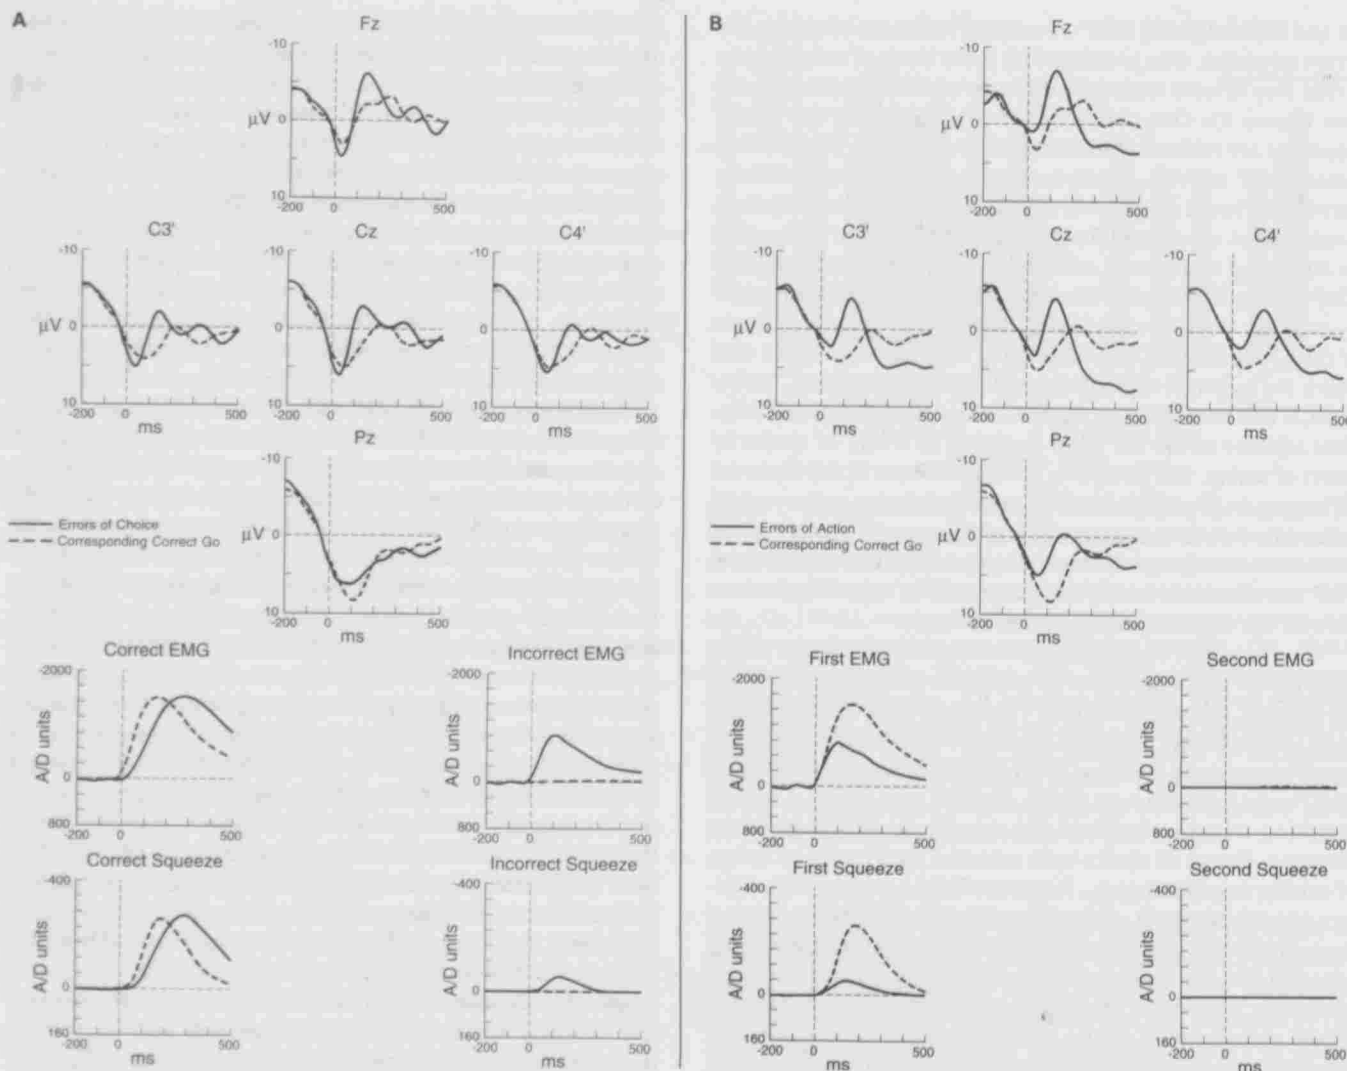 A
Fz
-10
μV 0
10
-200 0 500
C3'
-10
μV 0
10
-200 0 500
ms
Cz
-10
0
10
-200 0 500
C4'
-10
0
10
-200 0 500
Pz
-10
μV 0
10
-200 0 500
ms
Errors of Choice
Corresponding Correct Go
Correct EMG
-2000
A/D units
0
800
-200 0 500
Incorrect EMG
-2000
A/D units
0
800
-200 0 500
Correct Squeeze
-400
A/D units
0
160
-200 0 500
ms
Incorrect Squeeze
-400
A/D units
0
160
-200 0 500
ms
B
Fz
-10
μV 0
10
-200 0 500
C3'
-10
μV 0
10
-200 0 500
ms
Cz
-10
0
10
-200 0 500
C4'
-10
0
10
-200 0 500
ms
Pz
-10
μV 0
10
-200 0 500
ms
Errors of Action
Corresponding Correct Go
First EMG
-2000
A/D units
0
800
-200 0 500
Second EMG
-2000
A/D units
0
800
-200 0 500
First Squeeze
-400
A/D units
0
160
-200 0 500
ms
Second Squeeze
-400
A/D units
0
160
-200 0 500
ms